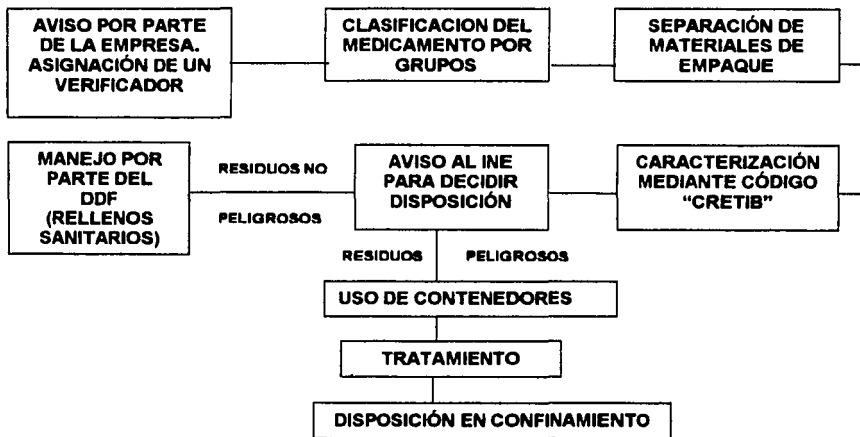 AVISO POR PARTE
DE LA EMPRESA.
ASIGNACIÓN DE UN
VERIFICADOR
CLASIFICACION DEL
MEDICAMENTO POR
GRUPOS
SEPARACIÓN DE
MATERIALES DE
EMPAQUE
MANEJO POR
PARTE DEL
DDF
(RELLENOS
SANITARIOS)
RESIDUOS NO
PELIGROSOS
AVISO AL INE
PARA DECIDIR
DISPOSICIÓN
CARACTERIZACIÓN
MEDIANTE CÓDIGO
“CRETIB”
RESIDUOS PELIGROSOS
USO DE CONTENEDORES
TRATAMIENTO
DISPOSICIÓN EN CONFINAMIENTO